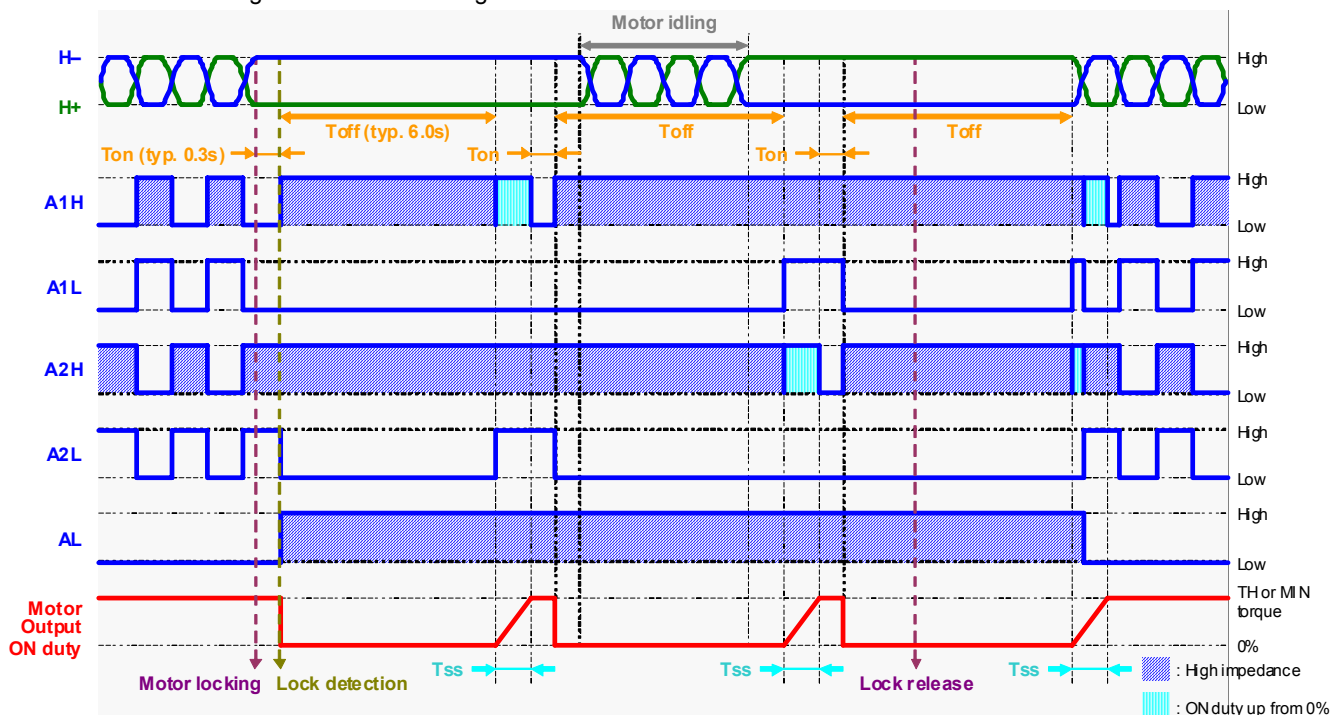 Motor idling
H–
High
H+
Low
Toff (typ. 6.0s)
Toff
Toff
Ton (typ. 0.3s)
Ton
Ton
A1H
High
Low
A1L
High
Low
A2H
High
Low
A2L
High
Low
AL
High
Low
Motor
Output
ON duty
TH or MIN
torque
0%
Tss
Tss
Tss
Motor locking
Lock detection
Lock release
: High impedance
: ON duty up from 0%